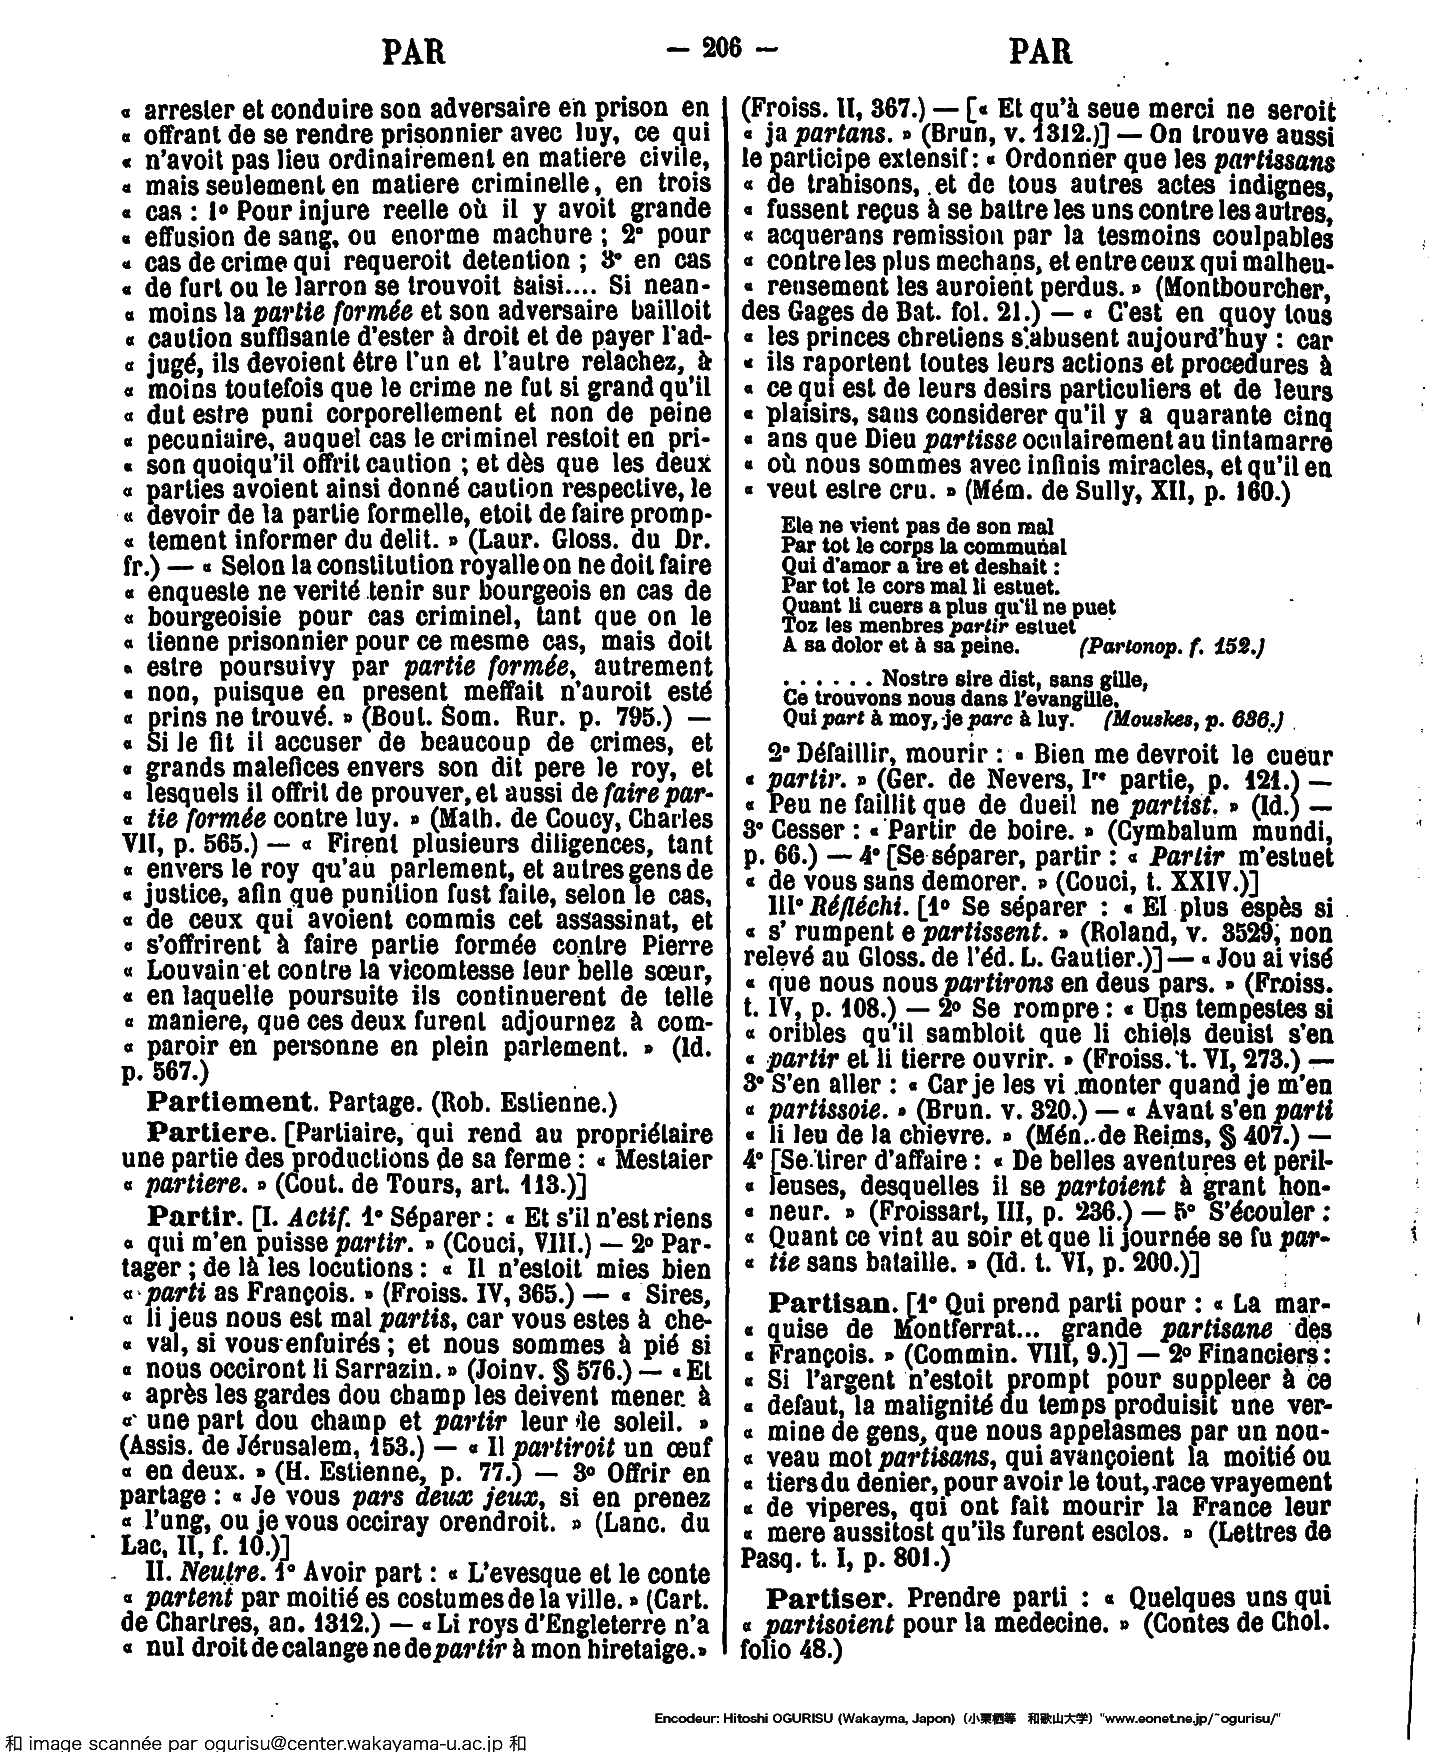 PAR — 206 — PAR
« arrester et conduire son adversaire en prison en
« offrant de se rendre prisonnier avec luy, ce qui
« n'avoit pas lieu ordinairement en matiere civile,
« mais seulement en matiere criminelle, en trois
« cas : 1º Pour injure reelle où il y avoit grande
« effusion de sang, ou enorme machure ; 2º pour
« cas de crime qui requeroit detention ; 3º en cas
« de furt ou le larron se trouvoit saisi.... Si nean-
« moins la partie formée et son adversaire bailloit
« caution suffisante d'ester à droit et de payer l'ad-
« jugé, ils devoient être l'un et l'autre relachez, à
« moins toutefois que le crime ne fut si grand qu'il
« dut estre puni corporellement et non de peine
« pecuniaire, auquel cas le criminel restoit en pri-
« son quoiqu'il offrit caution ; et dès que les deux
« parties avoient ainsi donné caution respective, le
« devoir de la partie formelle, etoit de faire promp-
« tement informer du delit. » (Laur. Gloss. du Dr.
fr.) — « Selon la constitution royalle on ne doit faire
« enqueste ne verité tenir sur bourgeois en cas de
« bourgeoisie pour cas criminel, tant que on le
« tienne prisonnier pour ce mesme cas, mais doit
« estre poursuivy par partie formée, autrement
« non, puisque en present meffait n'auroit esté
« prins ne trouvé. » (Bout. Som. Rur. p. 795.) —
« Si le fit il accuser de beaucoup de crimes, et
« grands malefices envers son dit pere le roy, et
« lesquels il offrit de prouver, et aussi de faire par-
« tie formée contre luy. » (Math. de Coucy, Charles
VII, p. 565.) — « Firent plusieurs diligences, tant
« envers le roy qu'au parlement, et autres gens de
« justice, afin que punition fust faite, selon le cas,
« de ceux qui avoient commis cet assassinat, et
« s'offrirent à faire partie formée contre Pierre
« Louvain et contre la vicomtesse leur belle sœur,
« en laquelle poursuite ils continuerent de telle
« maniere, que ces deux furent adjournez à com-
« paroir en personne en plein parlement. » (Id.
p. 567.)
Partiement. Partage. (Rob. Estienne.)
Partiere. [Partiaire, qui rend au propriétaire
une partie des productions de sa ferme : « Mestaier
« partiere. » (Cout. de Tours, art. 113.)]
Partir. [I. Actif. 1º Séparer : « Et s'il n'est riens
« qui m'en puisse partir. » (Couci, VIII.) — 2º Par-
tager ; de là les locutions : « Il n'estoit mies bien
« parti as François. » (Froiss. IV, 365.) — « Sires,
« li jeus nous est mal partis, car vous estes à che-
« val, si vous enfuirés ; et nous sommes à pié si
« nous occiront li Sarrazin. » (Joinv. § 576.) — « Et
« après les gardes dou champ les deivent mener à
« une part dou champ et partir leur le soleil. »
(Assis. de Jérusalem, 153.) — « Il partiroit un œuf
« en deux. » (H. Estienne, p. 77.) — 3º Offrir en
partage : « Je vous pars deux jeux, si en prenez
« l'ung, ou je vous occiray orendroit. » (Lanc. du
Lac, II, f. 10.)]
II. Neutre. 1º Avoir part : « L'evesque et le conte
« partent par moitié es costumes de la ville. » (Cart.
de Chartres, an. 1312.) — « Li roys d'Engleterre n'a
« nul droit de calange ne de partir à mon hiretaige. »
(Froiss. II, 367.) — [« Et qu'à seue merci ne seroit
« ja partans. » (Brun, v. 1312.)] — On trouve aussi
le participe extensif : « Ordonner que les partissans
« de trahisons, et de tous autres actes indignes,
« fussent reçus à se battre les uns contre les autres,
« acquerans remission par la tesmoins coulpables
« contre les plus mechans, et entre ceux qui malheu-
« reusement les auroient perdus. » (Montbourcher,
des Gages de Bat. fol. 21.) — « C'est en quoy tous
« les princes chretiens s'abusent aujourd'huy : car
« ils raportent toutes leurs actions et procedures à
« ce qui est de leurs desirs particuliers et de leurs
« plaisirs, sans considerer qu'il y a quarante cinq
« ans que Dieu partisse oculairement au tintamarre
« où nous sommes avec infinis miracles, et qu'il en
« veut estre cru. » (Mém. de Sully, XII, p. 160.)
Ele ne vient pas de son mal
Par tot le corps la communal
Qui d'amor a ire et deshait :
Par tot le cors mal li estuet.
Quant li cuers a plus qu'il ne puet
Toz les menbres partir estuet
A sa dolor et à sa peine. (Partonop. f. 152.)
. . . . . . Nostre sire dist, sans gille,
Ce trouvons nous dans l'evangille,
Qui part à moy, je parc à luy. (Mouskes, p. 686.)
2º Défaillir, mourir : « Bien me devroit le cueur
« partir. » (Ger. de Nevers, Ire partie, p. 121.) —
« Peu ne faillit que de dueil ne partist. » (Id.) —
3º Cesser : « Partir de boire. » (Cymbalum mundi,
p. 66.) — 4º [Se séparer, partir : « Partir m'estuet
« de vous sans demorer. » (Couci, t. XXIV.)]
IIIº Réfléchi. [1º Se séparer : « El plus espès si
« s' rumpent e partissent. » (Roland, v. 3529; non
relevé au Gloss. de l'éd. L. Gautier.)] — « Jou ai visé
« que nous nous partirons en deus pars. » (Froiss.
t. IV, p. 108.) — 2º Se rompre : « Uns tempestes si
« oribles qu'il sambloit que li chiels deuist s'en
« partir et li tierre ouvrir. » (Froiss. t. VI, 273.) —
3º S'en aller : « Car je les vi monter quand je m'en
« partissoie. » (Brun. v. 320.) — « Avant s'en parti
« li leu de la chievre. » (Mén. de Reims, § 407.) —
4º [Se tirer d'affaire : « De belles aventures et peril-
« leuses, desquelles il se partoient à grant hon-
« neur. » (Froissart, III, p. 236.) — 5º S'écouler :
« Quant ce vint au soir et que li journée se fu par-
« tie sans bataille. » (Id. t. VI, p. 200.)]
Partisan. [1º Qui prend parti pour : « La mar-
« quise de Montferrat... grande partisane des
« François. » (Commin. VIII, 9.)] — 2º Financiers :
« Si l'argent n'estoit prompt pour suppleer à ce
« defaut, la malignité du temps produisit une ver-
« mine de gens, que nous appelasmes par un nou-
« veau mot partisans, qui avançoient la moitié ou
« tiers du denier, pour avoir le tout, race vrayement
« de viperes, qui ont fait mourir la France leur
« mere aussitost qu'ils furent esclos. » (Lettres de
Pasq. t. I, p. 801.)
Partiser. Prendre parti : « Quelques uns qui
« partisoient pour la medecine. » (Contes de Chol.
folio 48.)
Encodeur: Hitoshi OGURISU (Wakayma, Japon) (小栗栖等 和歌山大学) "www.eonet.ne.jp/~ogurisu/"
和 image scannée par ogurisu@center.wakayama-u.ac.jp 和